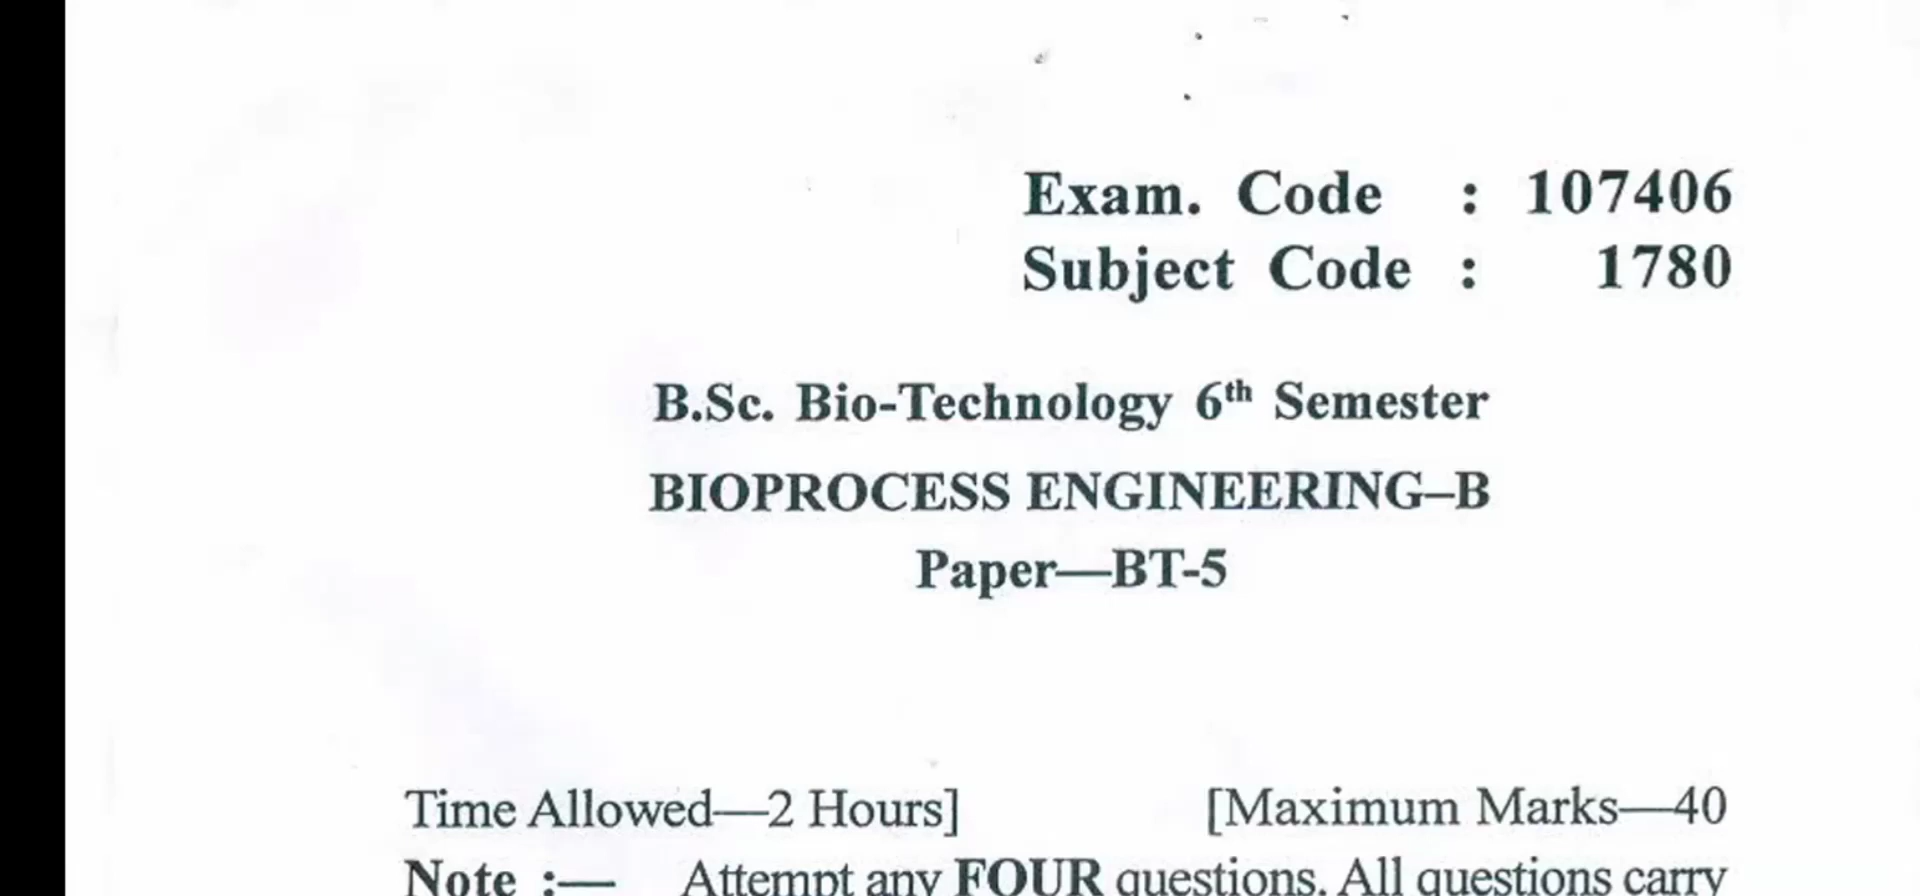 Exam. Code : 107406
Subject Code : 1780
B.Sc. Bio-Technology 6th Semester
BIOPROCESS ENGINEERING–B
Paper—BT-5
Time Allowed—2 Hours] [Maximum Marks—40
Note :— Attempt any FOUR questions. All questions carry